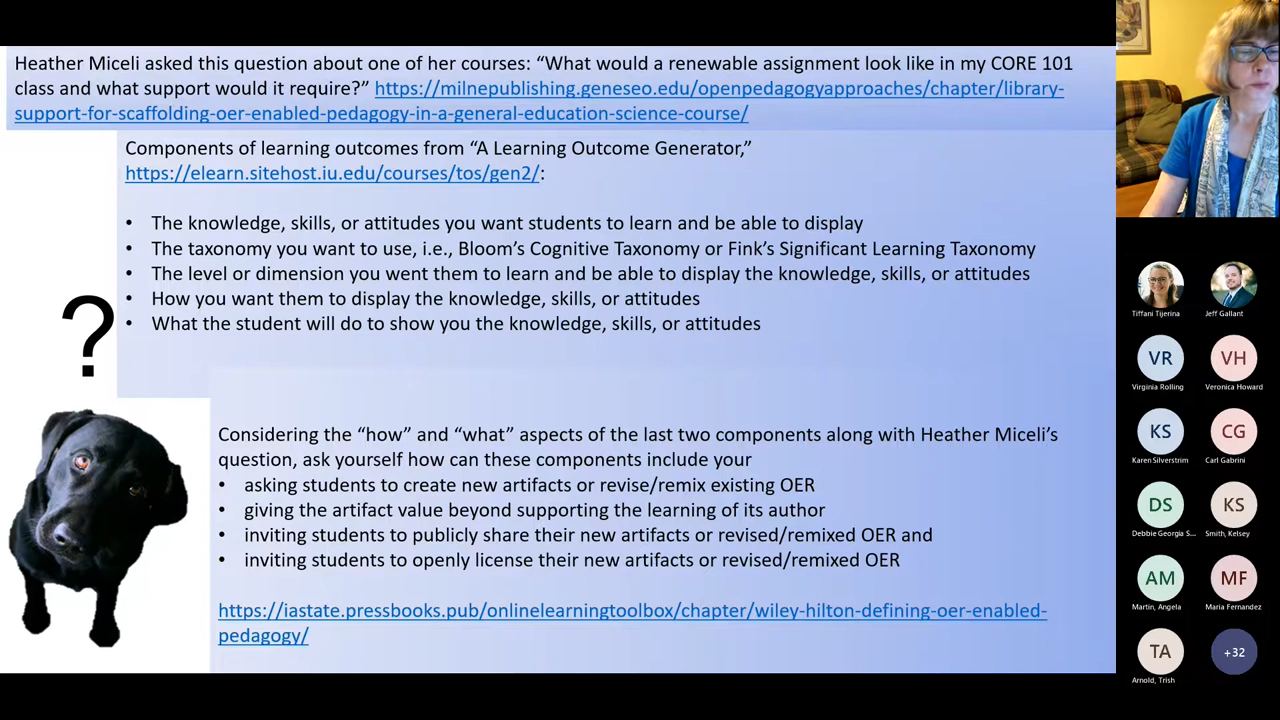 Heather Miceli asked this question about one of her courses: “What would a renewable assignment look like in my CORE 101
class and what support would it require?” https://milnepublishing.geneseo.edu/openpedagogyapproaches/chapter/library-
support-for-scaffolding-oer-enabled-pedagogy-in-a-general-education-science-course/
Components of learning outcomes from “A Learning Outcome Generator,”
https://elearn.sitehost.iu.edu/courses/tos/gen2/:
• The knowledge, skills, or attitudes you want students to learn and be able to display
• The taxonomy you want to use, i.e., Bloom’s Cognitive Taxonomy or Fink’s Significant Learning Taxonomy
• The level or dimension you went them to learn and be able to display the knowledge, skills, or attitudes
• How you want them to display the knowledge, skills, or attitudes
• What the student will do to show you the knowledge, skills, or attitudes
?
Considering the “how” and “what” aspects of the last two components along with Heather Miceli’s
question, ask yourself how can these components include your
• asking students to create new artifacts or revise/remix existing OER
• giving the artifact value beyond supporting the learning of its author
• inviting students to publicly share their new artifacts or revised/remixed OER and
• inviting students to openly license their new artifacts or revised/remixed OER
https://iastate.pressbooks.pub/onlinelearningtoolbox/chapter/wiley-hilton-defining-oer-enabled-
pedagogy/
Tiffani Tijerina
Jeff Gallant
VR
Virginia Rolling
VH
Veronica Howard
KS
Karen Silverstrim
CG
Carl Gabrini
DS
Debbie Georgia S...
KS
Smith, Kelsey
AM
Martin, Angela
MF
Maria Fernandez
TA
Arnold, Trish
+32